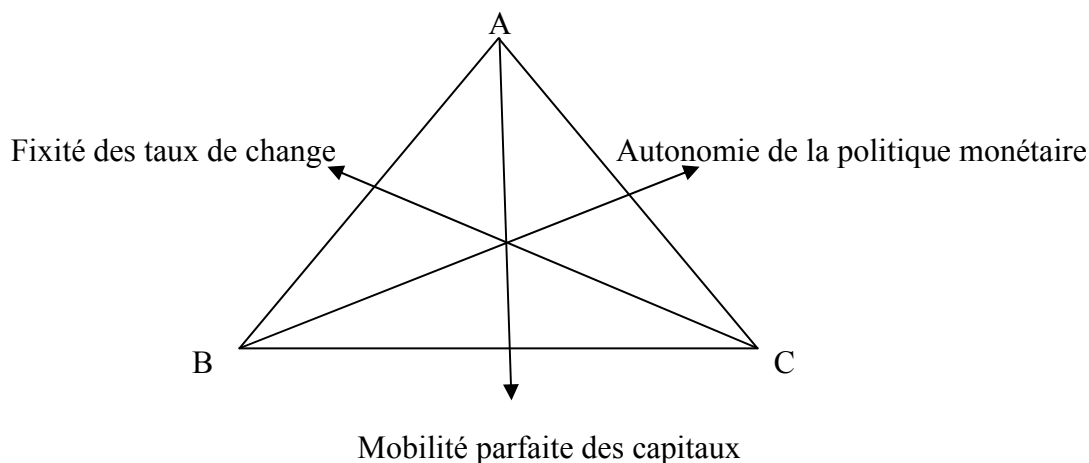 A
Fixité des taux de change
Autonomie de la politique monétaire
B
C
Mobilité parfaite des capitaux